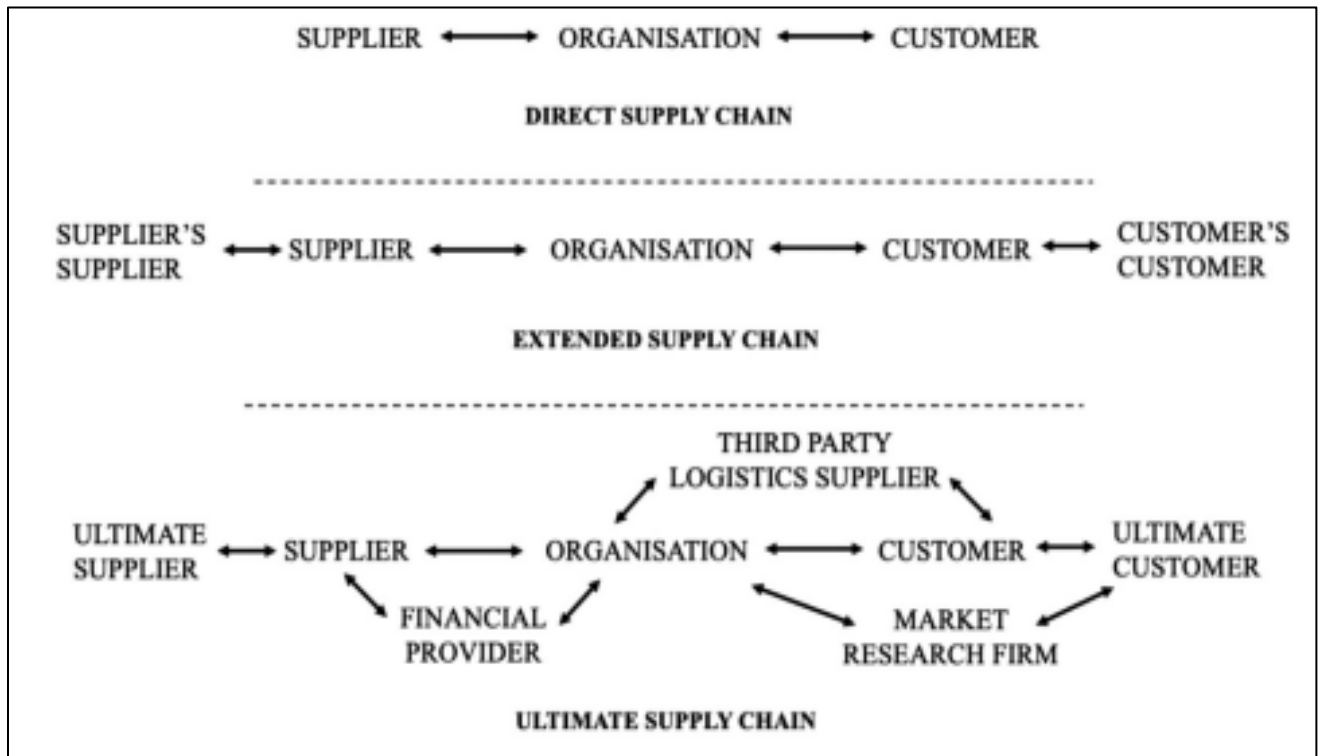 SUPPLIER ORGANISATION CUSTOMER
DIRECT SUPPLY CHAIN
SUPPLIER'S
SUPPLIER
SUPPLIER ORGANISATION CUSTOMER
CUSTOMER'S
CUSTOMER
EXTENDED SUPPLY CHAIN
THIRD PARTY
LOGISTICS SUPPLIER
ULTIMATE
SUPPLIER
SUPPLIER ORGANISATION CUSTOMER
ULTIMATE
CUSTOMER
FINANCIAL
PROVIDER
MARKET
RESEARCH FIRM
ULTIMATE SUPPLY CHAIN